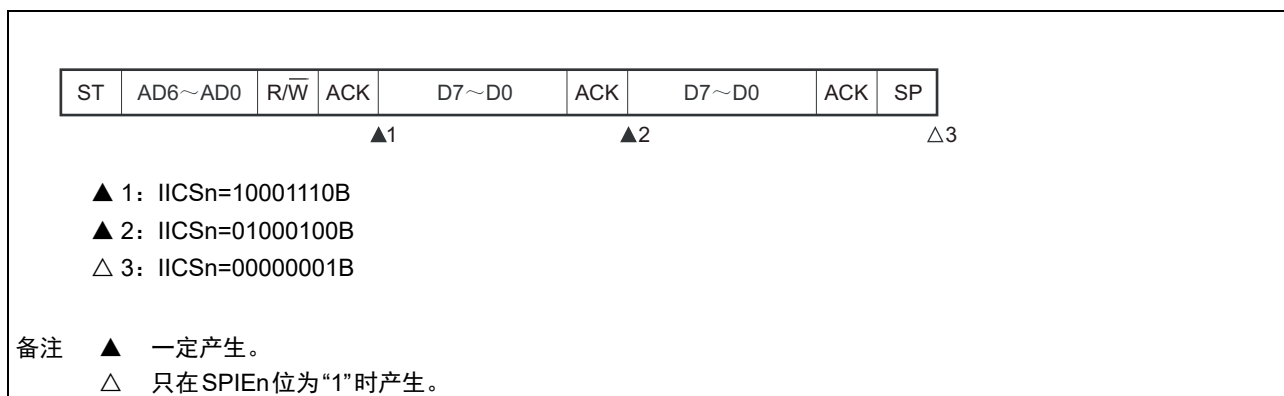 ST AD6～AD0 R/W̅ ACK D7～D0 ACK D7～D0 ACK SP
▲1 ▲2 △3
▲ 1：IICSn=10001110B
▲ 2：IICSn=01000100B
△ 3：IICSn=00000001B
备注 ▲ 一定产生。
△ 只在SPIEn位为“1”时产生。